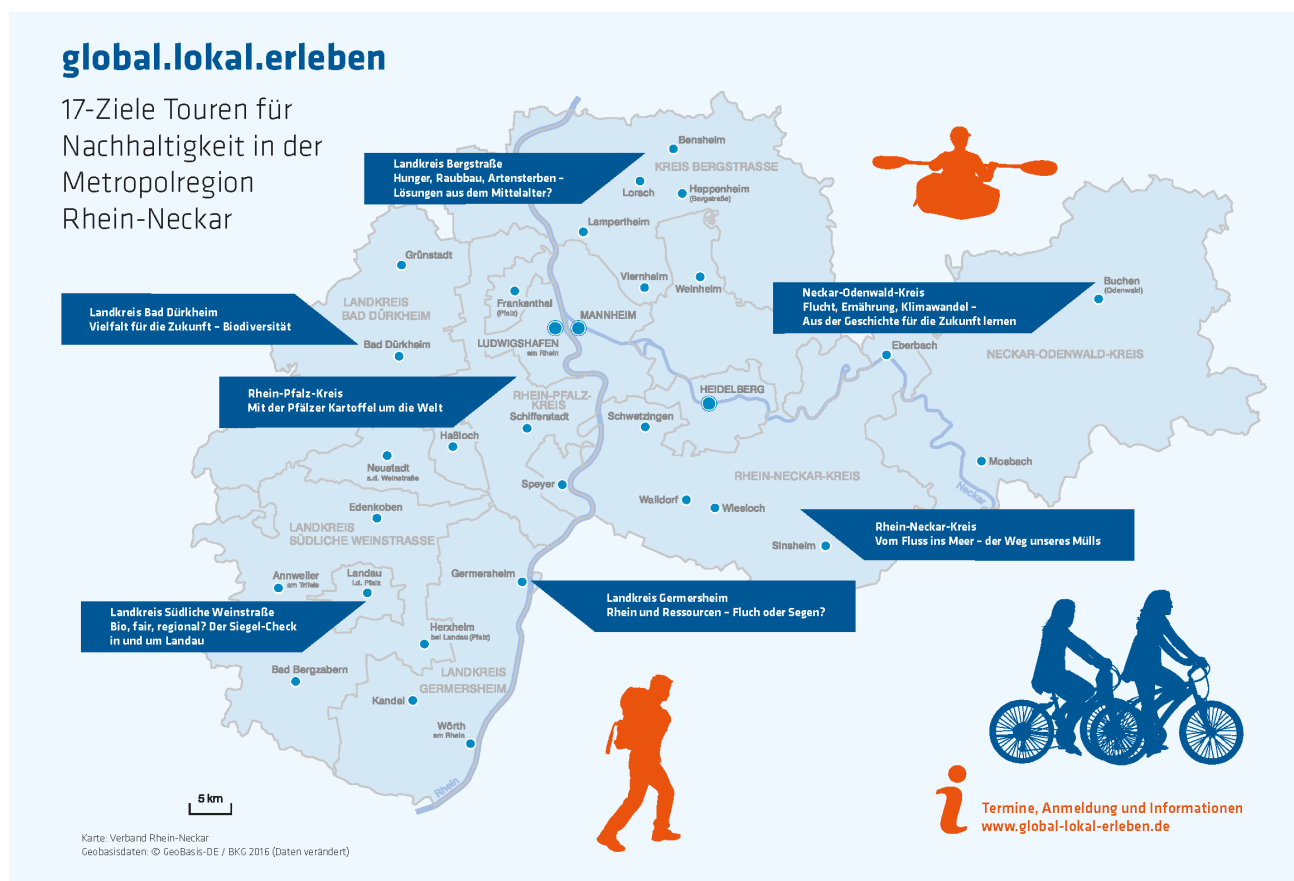 global.lokal.erleben
17-Ziele Touren für
Nachhaltigkeit in der
Metropolregion
Rhein-Neckar
Landkreis Bergstraße
Hunger, Raubbau, Artensterben –
Lösungen aus dem Mittelalter?
Bensheim
KREIS BERGSTRASSE
Lorsch
Heppenheim
(Bergstraße)
Lampertheim
Grünstadt
Viernheim
Weinheim
Buchen
(Odenwald)
LANDKREIS
BAD DÜRKHEIM
Frankenthal
(Pfalz)
MANNHEIM
LUDWIGSHAFEN
am Rhein
Landkreis Bad Dürkheim
Vielfalt für die Zukunft – Biodiversität
Bad Dürkheim
Neckar-Odenwald-Kreis
Flucht, Ernährung, Klimawandel –
Aus der Geschichte für die Zukunft lernen
Eberbach
NECKAR-ODENWALD-KREIS
Rhein-Pfalz-Kreis
Mit der Pfälzer Kartoffel um die Welt
RHEIN-PFALZ-
KREIS
Schifferstadt
HEIDELBERG
Schwetzingen
Haßloch
Neustadt
a.d. Weinstraße
Speyer
RHEIN-NECKAR-KREIS
Mosbach
Neckar
Walldorf
Wiesloch
Edenkoben
LANDKREIS
SÜDLICHE WEINSTRASSE
Sinsheim
Rhein-Neckar-Kreis
Vom Fluss ins Meer – der Weg unseres Mülls
Annweiler
am Trifels
Landau
i.d. Pfalz
Germersheim
Landkreis Germersheim
Rhein und Ressourcen – Fluch oder Segen?
Landkreis Südliche Weinstraße
Bio, fair, regional? Der Siegel-Check
in und um Landau
Herxheim
bei Landau (Pfalz)
Bad Bergzabern
LANDKREIS
GERMERSHEIM
Kandel
Wörth
am Rhein
Rhein
5 km
Termine, Anmeldung und Informationen
www.global-lokal-erleben.de
Karte: Verband Rhein-Neckar
Geobasisdaten: © GeoBasis-DE / BKG 2016 (Daten verändert)